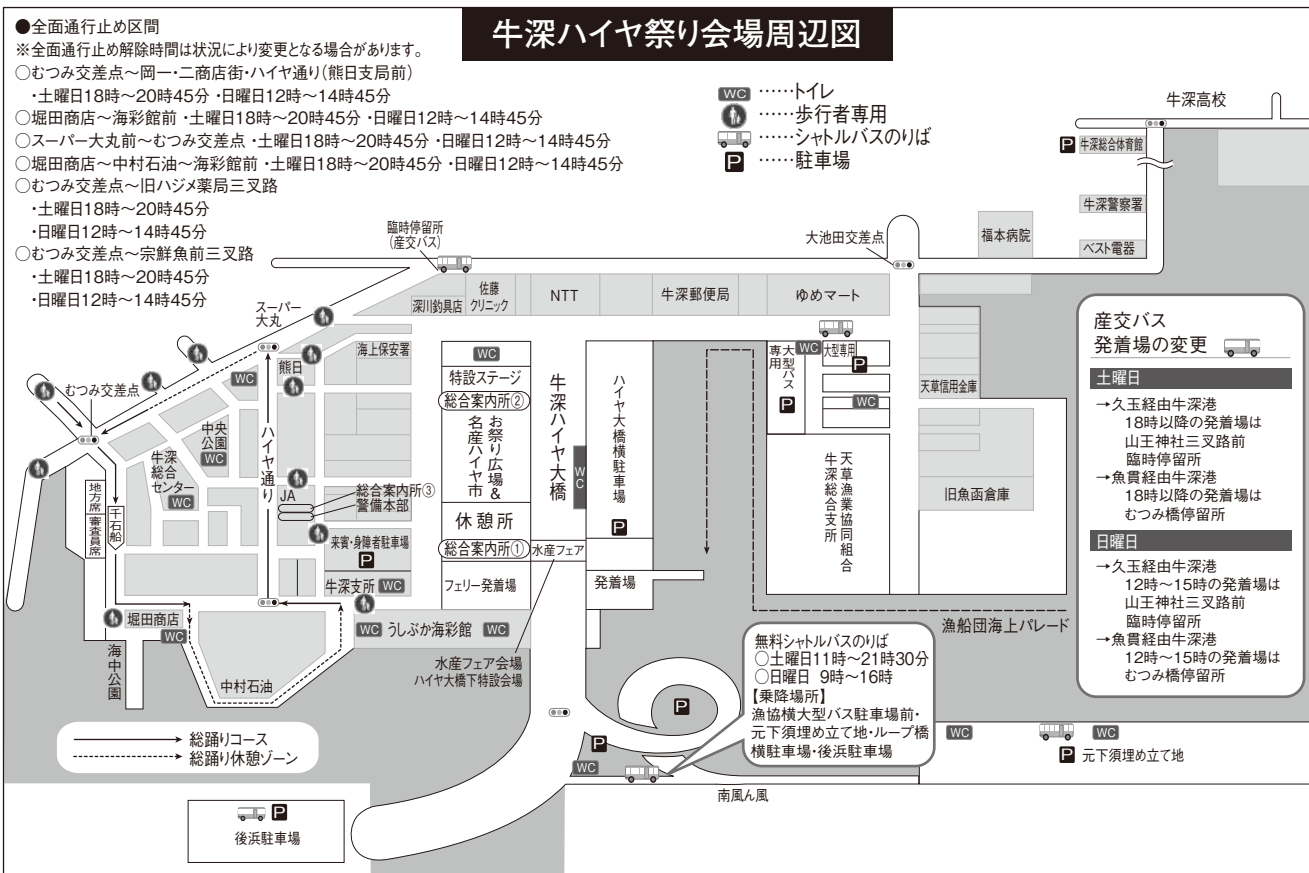 牛深ハイヤ祭り会場周辺図
●全面通行止め区間
※全面通行止め解除時間は状況により変更となる場合があります。
○むつみ交差点～岡一・二商店街・ハイヤ通り(熊日支局前)
・土曜日18時～20時45分 ・日曜日12時～14時45分
○堀田商店～海彩館前 ・土曜日18時～20時45分 ・日曜日12時～14時45分
○スーパー大丸前～むつみ交差点 ・土曜日18時～20時45分 ・日曜日12時～14時45分
○堀田商店～中村石油～海彩館前 ・土曜日18時～20時45分 ・日曜日12時～14時45分
○むつみ交差点～旧ハジメ薬局三叉路
・土曜日18時～20時45分
・日曜日12時～14時45分
○むつみ交差点～宗鮮魚前三叉路
・土曜日18時～20時45分
・日曜日12時～14時45分
WC ……トイレ
……歩行者専用
……シャトルバスのりば
P ……駐車場
牛深高校
P 牛深総合体育館
牛深警察署
ベスト電器
福本病院
大池田交差点
臨時停留所
(産交バス)
スーパー
大丸
深川釣具店
佐藤
クリニック
NTT
牛深郵便局
ゆめマート
むつみ交差点
WC
熊日
海上保安署
WC
特設ステージ
総合案内所②
お祭り広場&
名産ハイヤ市
休憩所
総合案内所①
フェリー発着場
牛深ハイヤ大橋
WC
水産フェア
ハイヤ大橋横駐車場
P
発着場
大型バス
専用
P
WC
大型専用
P
WC
天草信用金庫
天草漁業協同組合
牛深総合支所
旧魚函倉庫
中央
公園
WC
牛深
総合
センター
WC
ハイヤ通り
JA
総合案内所③
警備本部
来賓・身障者駐車場
P
牛深支所 WC
地方席
審査員席
千石船
堀田商店
WC
海中公園
中村石油
WC うしぶか海彩館 WC
水産フェア会場
ハイヤ大橋下特設会場
漁船団海上パレード
無料シャトルバスのりば
○土曜日11時～21時30分
○日曜日 9時～16時
【乗降場所】
漁協横大型バス駐車場前・
元下須埋め立て地・ループ橋
横駐車場・後浜駐車場
P
P
WC
南風ん風
WC
WC
P 元下須埋め立て地
総踊りコース
総踊り休憩ゾーン
P
後浜駐車場
産交バス
発着場の変更
土曜日
→久玉経由牛深港
18時以降の発着場は
山王神社三叉路前
臨時停留所
→魚貫経由牛深港
18時以降の発着場は
むつみ橋停留所
日曜日
→久玉経由牛深港
12時～15時の発着場は
山王神社三叉路前
臨時停留所
→魚貫経由牛深港
12時～15時の発着場は
むつみ橋停留所